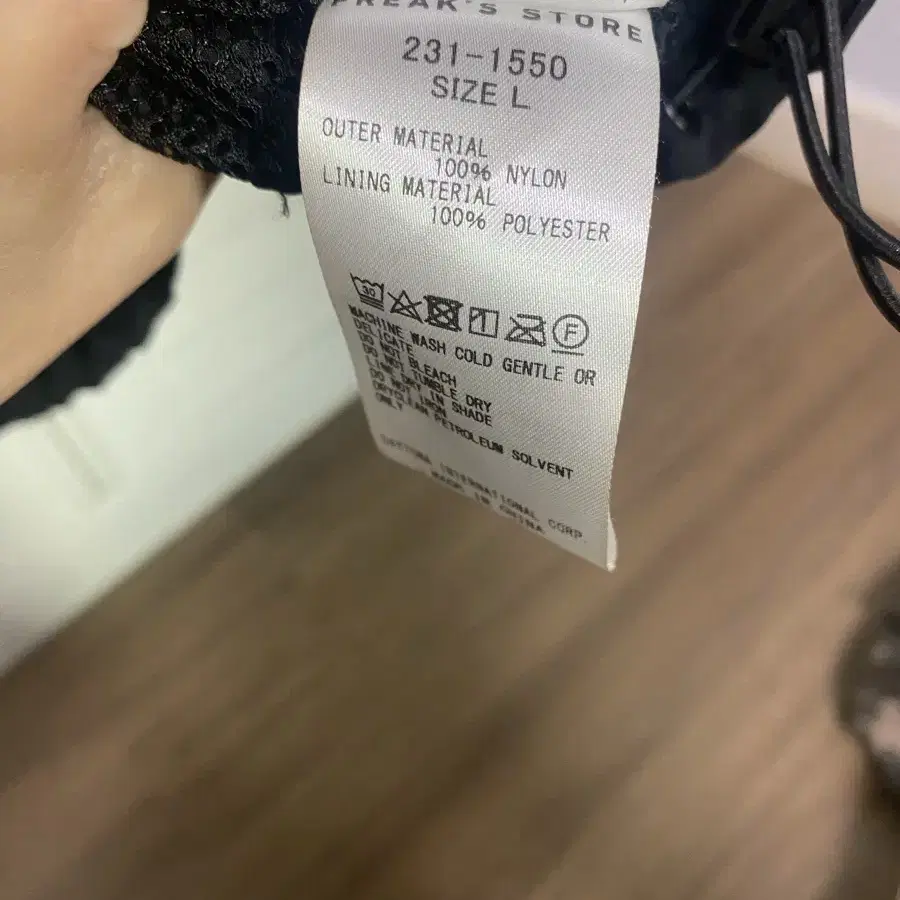 FREAK'S STORE
231-1550
SIZE L
OUTER MATERIAL
100% NYLON
LINING MATERIAL
100% POLYESTER
30
F
MACHINE WASH COLD GENTLE OR
DELICATE
DO NOT BLEACH
DO NOT TUMBLE DRY
LINE DRY IN SHADE
DO NOT IRON
DRYCLEAN PETROLEUM SOLVENT
ONLY
INTERNATIONAL CORP.
MADE IN CHINA